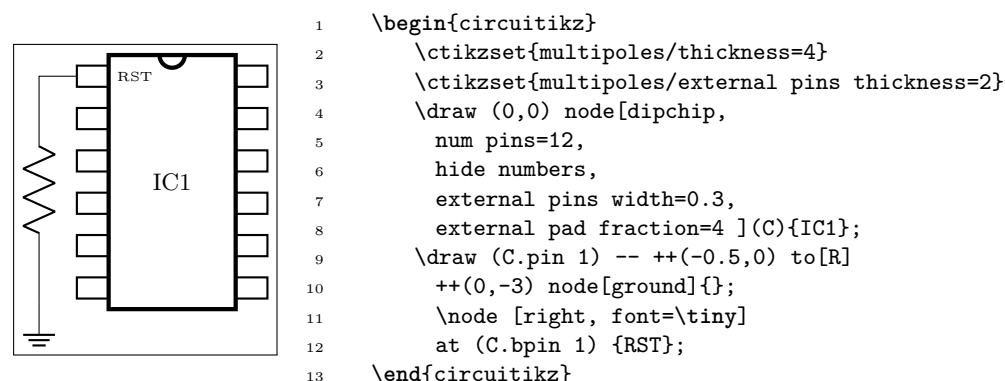 RST
IC1
1 \begin{circuitikz}
2 \ctikzset{multipoles/thickness=4}
3 \ctikzset{multipoles/external pins thickness=2}
4 \draw (0,0) node[dipchip,
5 num pins=12,
6 hide numbers,
7 external pins width=0.3,
8 external pad fraction=4 ](C){IC1};
9 \draw (C.pin 1) -- ++(-0.5,0) to[R]
10 ++(0,-3) node[ground]{};
11 \node [right, font=\tiny]
12 at (C.bpin 1) {RST};
13 \end{circuitikz}